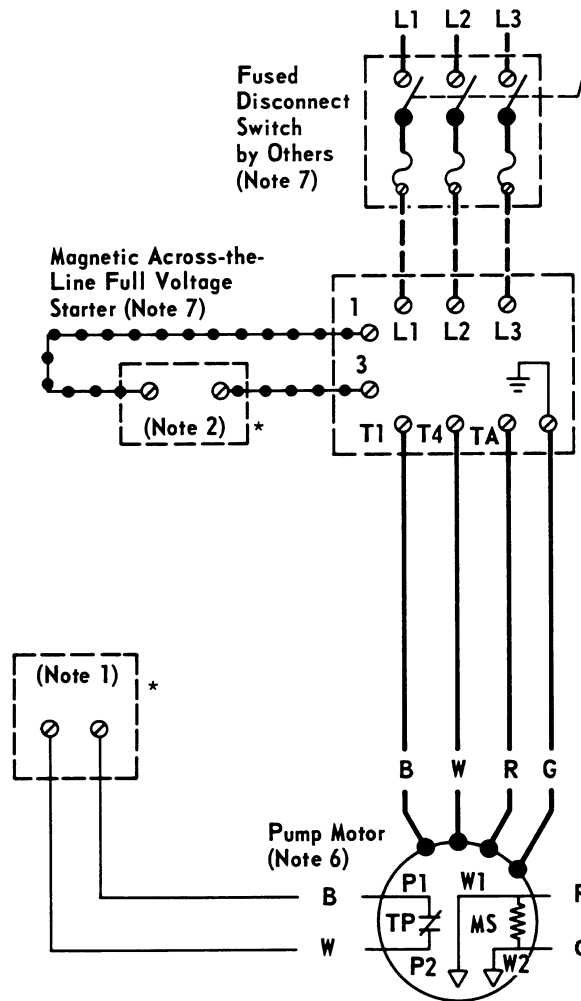 L1 L2 L3
Fused
Disconnect
Switch
by Others
(Note 7)
Magnetic Across-the-
Line Full Voltage
Starter (Note 7)
1
L1 L2 L3
3
(Note 2) *
T1 T4 TA
(Note 1) *
B W R G
Pump Motor
(Note 6)
B P1 W1
TP MS
W P2 W2